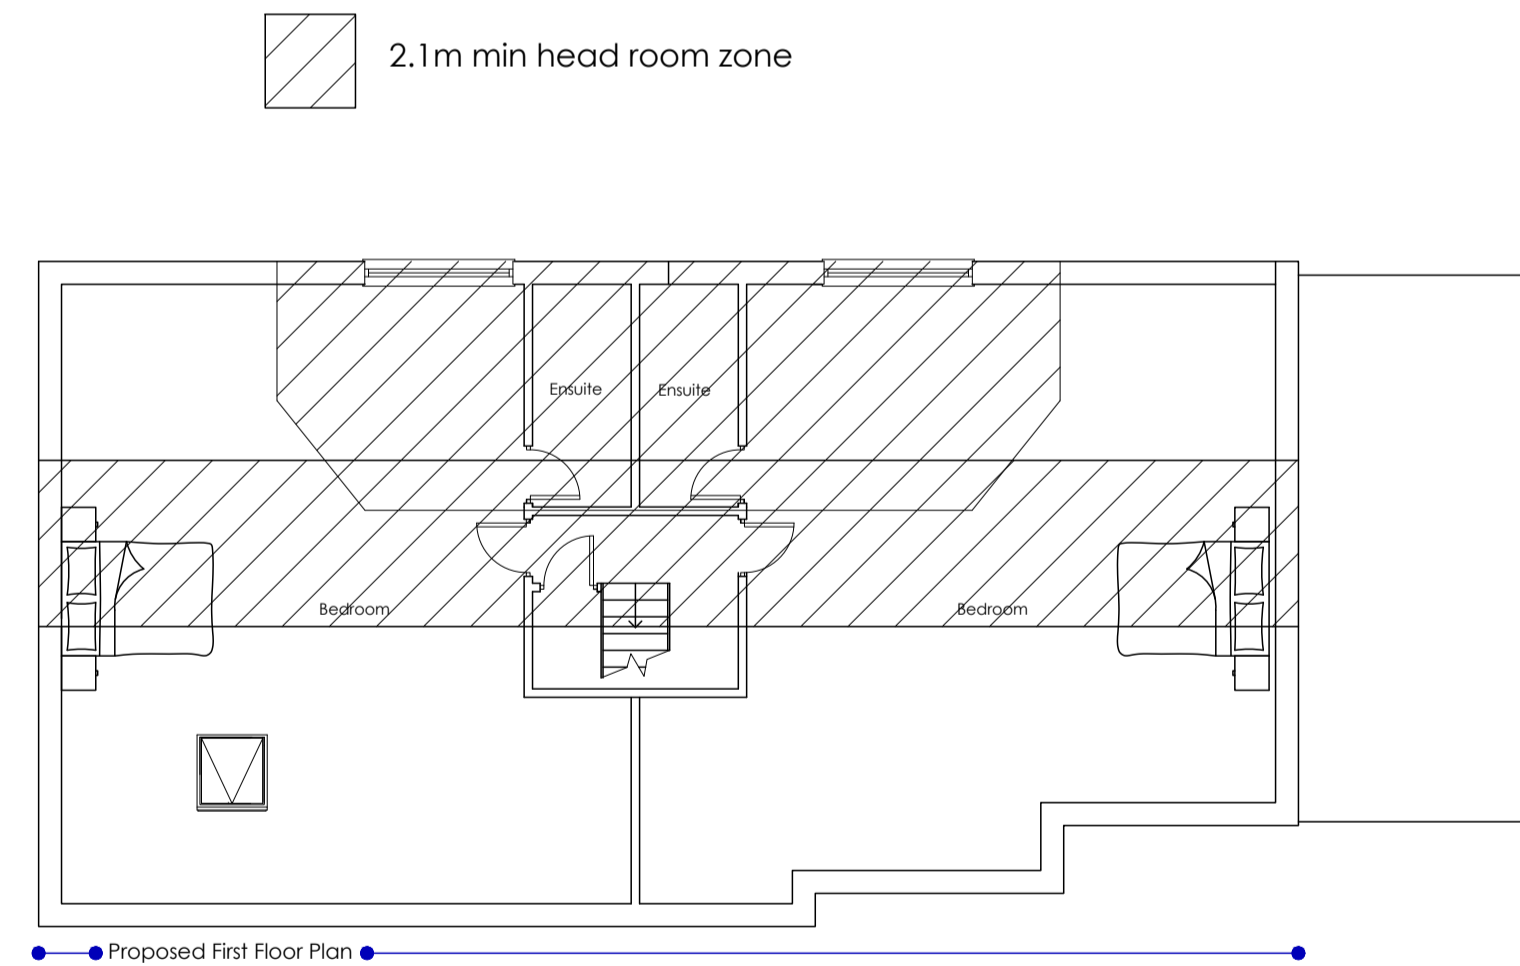 2.1m min head room zone
Ensuite
Ensuite
Bedroom
Bedroom
Proposed First Floor Plan